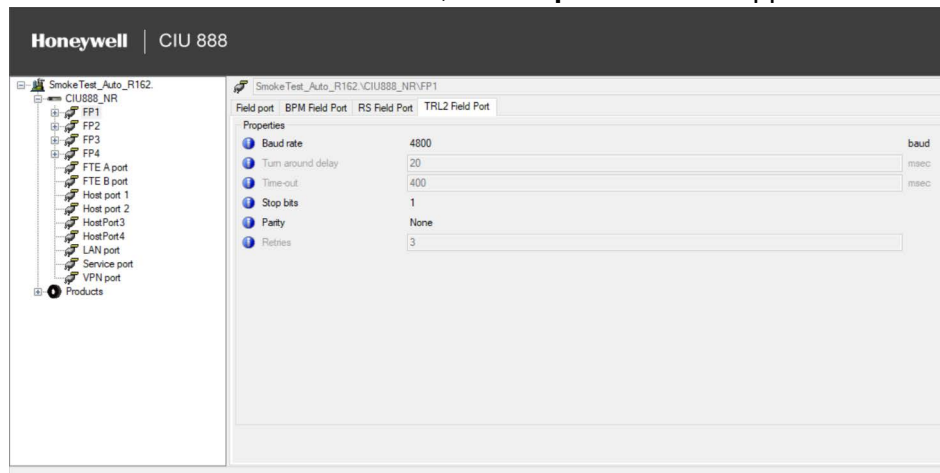 Honeywell | CIU 888
SmokeTest_Auto_R162.
CIU888_NR
FP1
FP2
FP3
FP4
FTE A port
FTE B port
Host port 1
Host port 2
HostPort3
HostPort4
LAN port
Service port
VPN port
Products
SmokeTest_Auto_R162.\CIU888_NR\FP1
Field port BPM Field Port RS Field Port TRL2 Field Port
Properties
Baud rate 4800 baud
Turn around delay 20 msec
Time-out 400 msec
Stop bits 1
Parity None
Retries 3